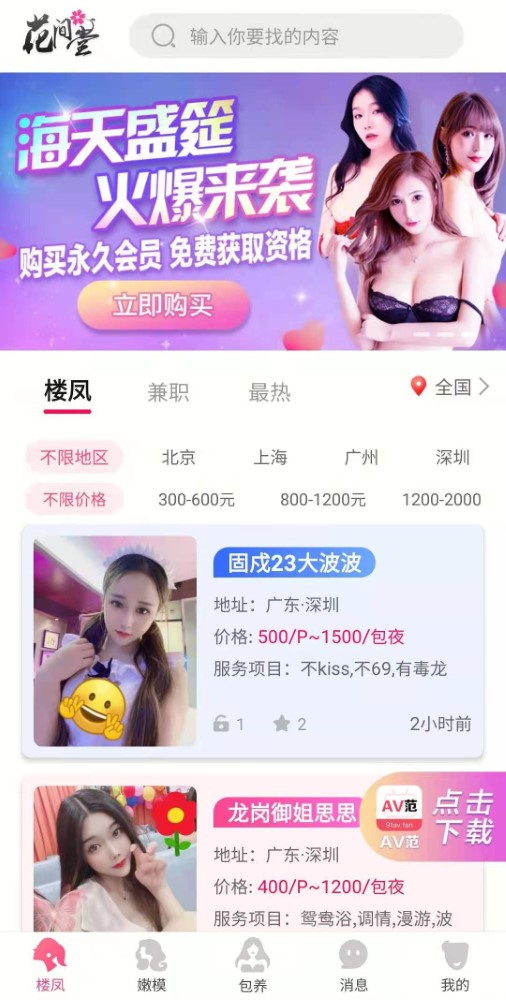 花间堂
输入你要找的内容
海天盛筵
火爆来袭
购买永久会员 免费获取资格
立即购买
楼凤 兼职 最热 全国
不限地区 北京 上海 广州 深圳
不限价格 300-600元 800-1200元 1200-2000
固戍23大波波
地址：广东·深圳
价格: 500/P~1500/包夜
服务项目：不kiss,不69,有毒龙
1 2 2小时前
龙岗御姐思思
地址：广东·深圳
价格: 400/P~1200/包夜
服务项目：鸳鸯浴,调情,漫游,波
AV范
91av.fan
AV范
点击
下载
楼凤 嫩模 包养 消息 我的